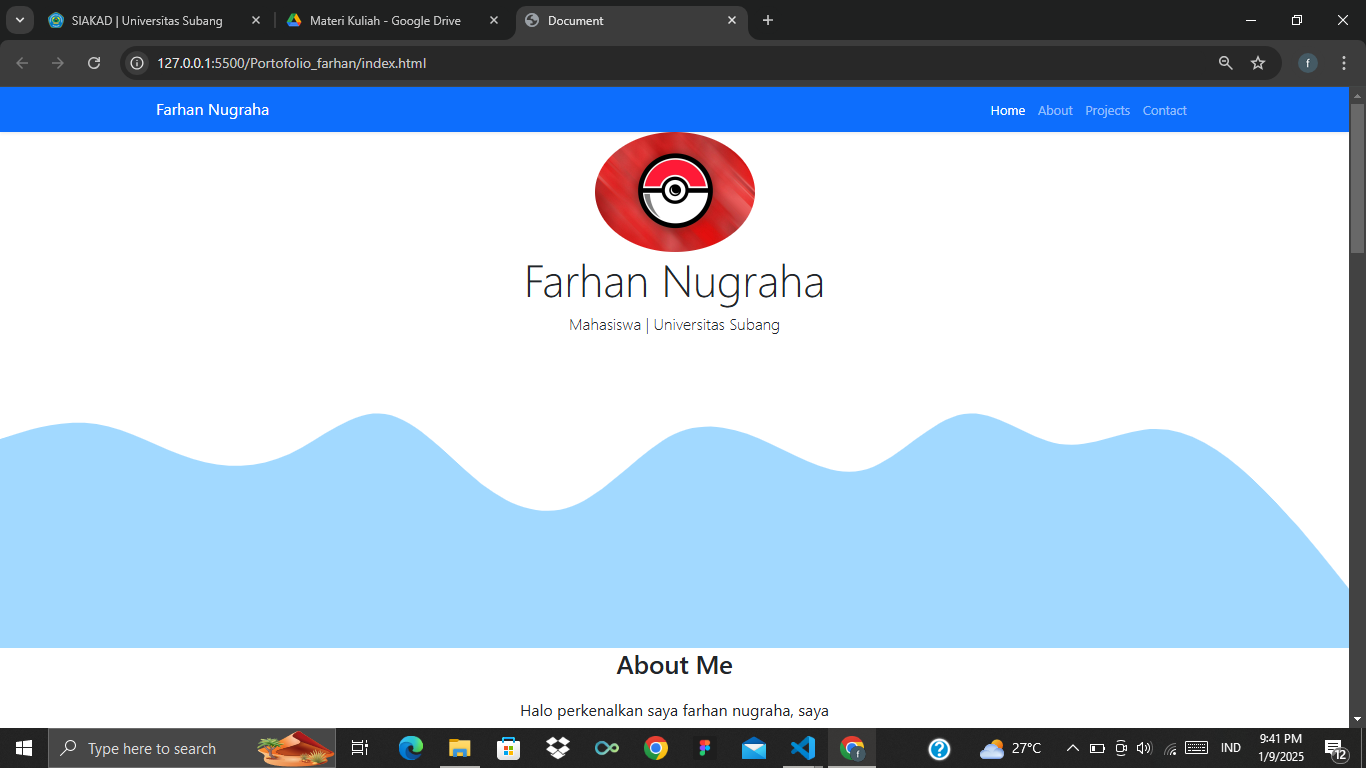 SIAKAD | Universitas Subang
Materi Kuliah - Google Drive
Document
127.0.0.1:5500/Portofolio_farhan/index.html
f
Farhan Nugraha
Home About Projects Contact
Farhan Nugraha
Mahasiswa | Universitas Subang
About Me
Halo perkenalkan saya farhan nugraha, saya
Type here to search
f
27°C
IND
9:41 PM
1/9/2025
12